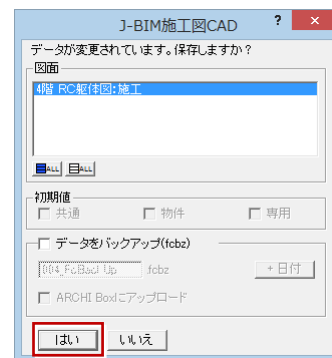 J-BIM施工図CAD ? ×
データが変更されています。保存しますか?
図面
4階 RC躯体図:施工
ALL ALL
初期値
共通 物件 専用
データをバックアップ(fcbz)
004_FcBacl Up .fcbz +日付
ARCHI Boxにアップロード
はい いいえ